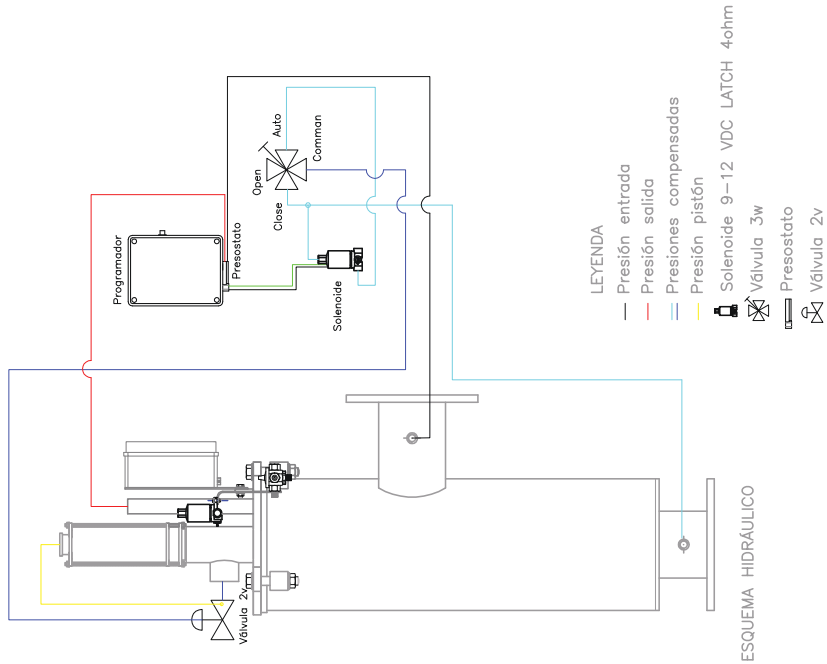 Programador
Presostato
Open
Auto
Close
Comman
Solenoide
Válvula 2v
LEYENDA
Presión entrada
Presión salida
Presiones compensadas
Presión pistón
Solenoide 9-12 VDC LATCH 4ohm
Válvula 3w
Presostato
Válvula 2v
ESQUEMA HIDRÁULICO